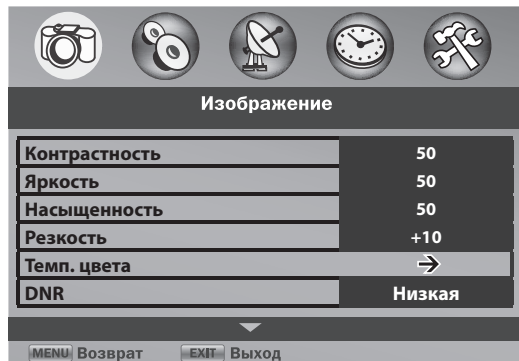 Изображение
Контрастность 50
Яркость 50
Насыщенность 50
Резкость +10
Темп. цвета
DNR Низкая
MENU Возврат EXIT Выход